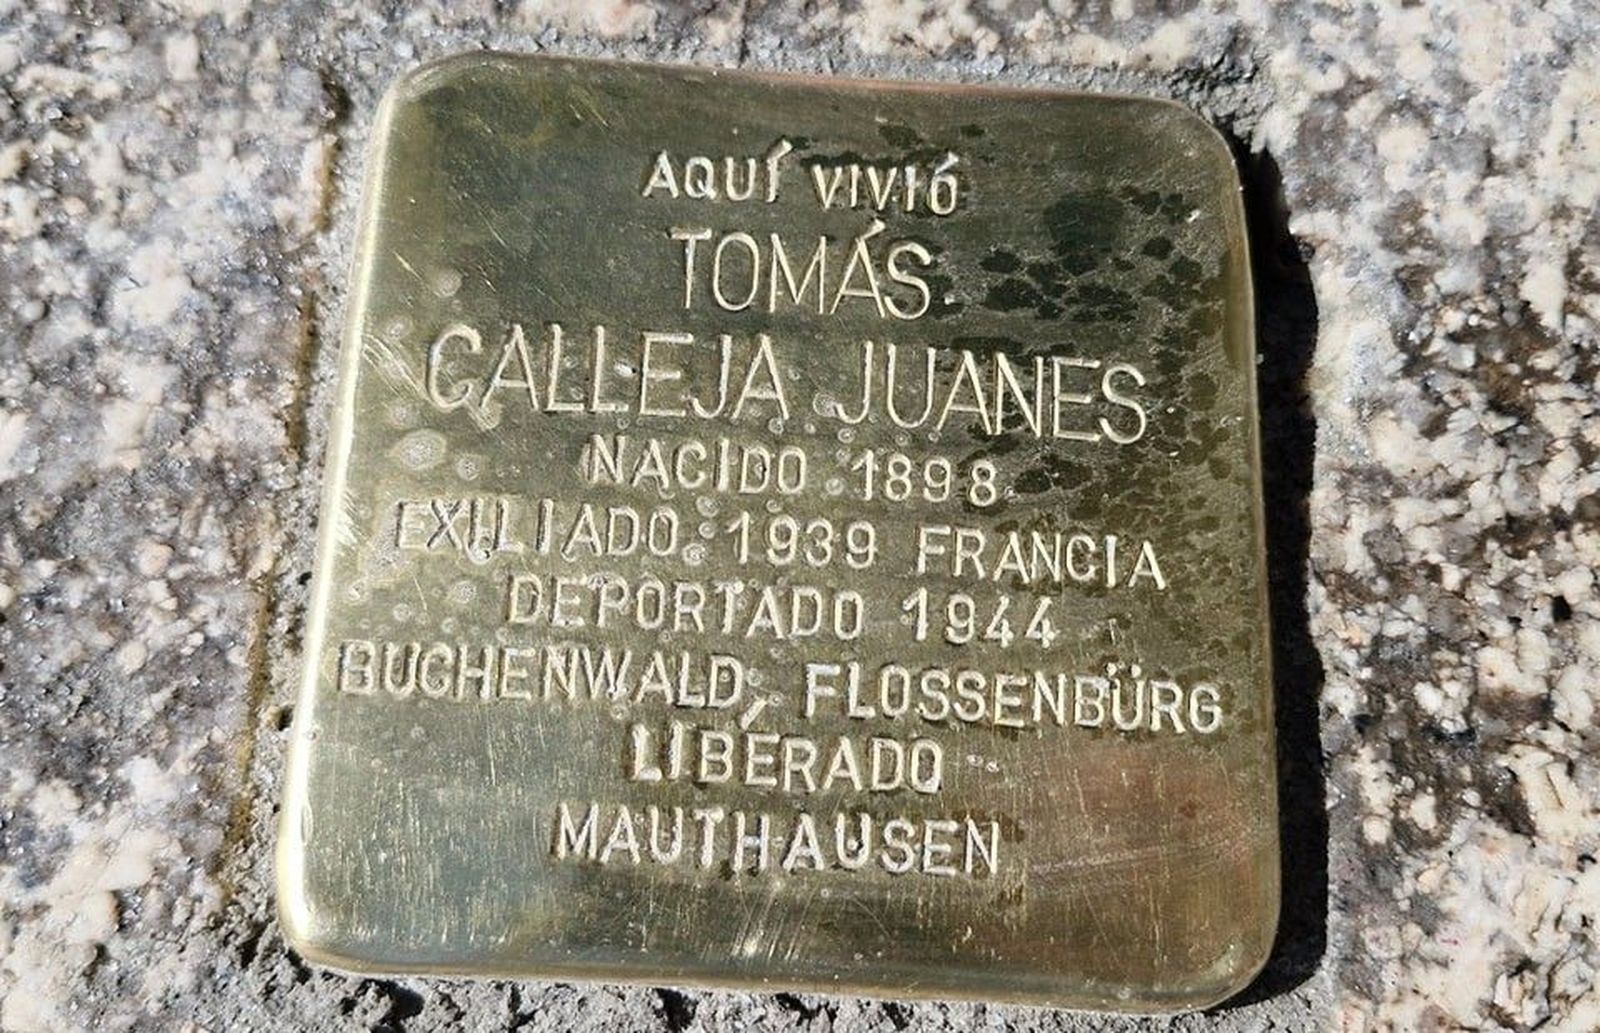 AQUÍ VIVIÓ
TOMÁS
CALLEJA JUANES
NACIDO 1898
EXILIADO 1939 FRANCIA
DEPORTADO 1944
BUCHENWALD, FLOSSENBÜRG
LIBERADO
MAUTHAUSEN